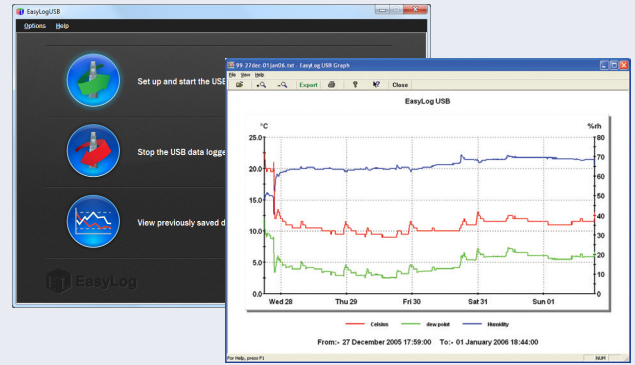 EasyLogUSB
Options Help
Set up and start the USB
Stop the USB data logge
View previously saved d
EasyLog
99-27dec-01jan06.txt - EasyLog USB Graph
File View Help
Export Close
EasyLog USB
°C %rh
25.0
20.0
15.0
10.0
5.0
0.0
80
70
60
50
40
30
20
10
0
Wed 28 Thu 29 Fri 30 Sat 31 Sun 01
Celsius dew point Humidity
From:- 27 December 2005 17:59:00 To:- 01 January 2006 18:44:00
For Help, press F1 NUM